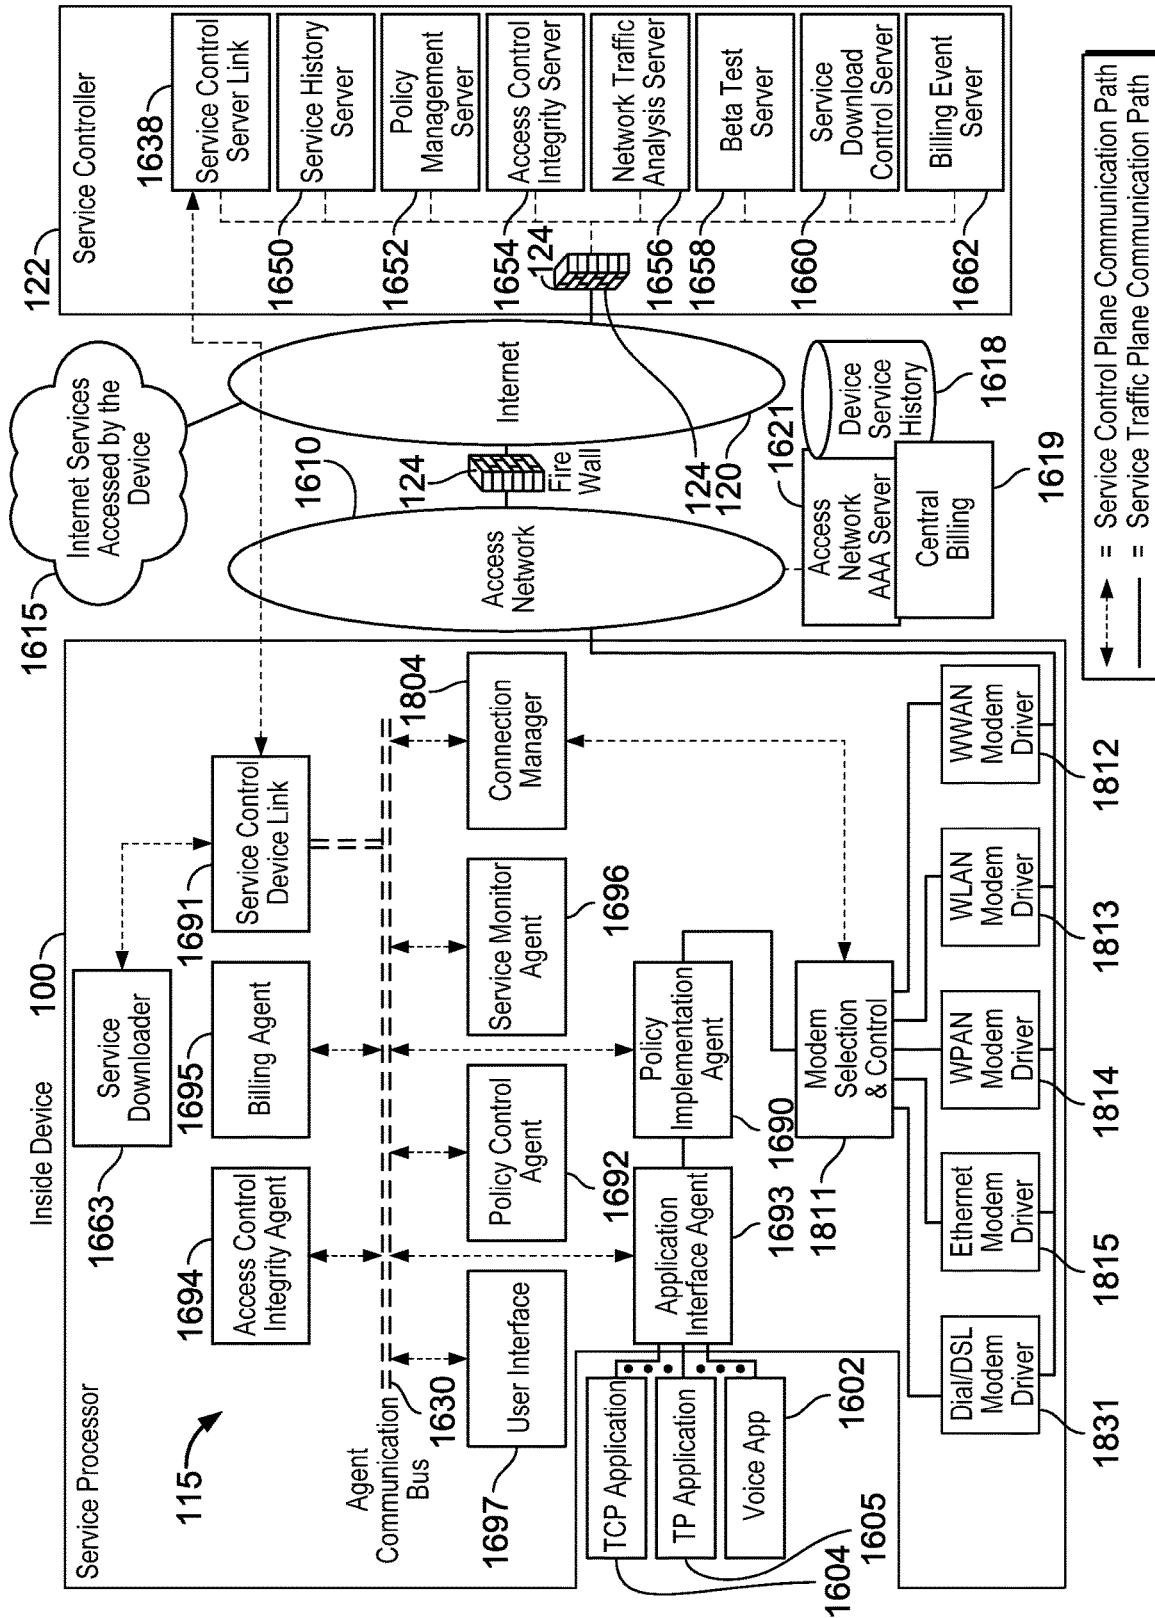 Service Processor
115
Inside Device
100
1663
Service
Downloader
1694
Access Control
Integrity Agent
1695
Billing Agent
1691
Service Control
Device Link
Agent
Communication
Bus
1630
1697
User Interface
Policy Control
Agent
1692
Service Monitor
Agent
1696
Connection
Manager
1804
1604
TCP Application
1605
TP Application
Voice App
1602
Application
Interface Agent
1693
Policy
Implementation
Agent
1690
1811
Modem
Selection
& Control
Dial/DSL
Modem
Driver
1831
Ethernet
Modem
Driver
1815
WPAN
Modem
Driver
1814
WLAN
Modem
Driver
1813
WWAN
Modem
Driver
1812
1615
Internet Services
Accessed by the
Device
1610
Access
Network
124
Fire
Wall
Internet
124
120
1621
Access
Network
AAA Server
Device
Service
History
1618
Central
Billing
1619
122
Service Controller
1638
Service Control
Server Link
1650
Service History
Server
1652
Policy
Management
Server
1654
Access Control
Integrity Server
124
1656
Network Traffic
Analysis Server
1658
Beta Test
Server
1660
Service
Download
Control Server
1662
Billing Event
Server
= Service Control Plane Communication Path
= Service Traffic Plane Communication Path